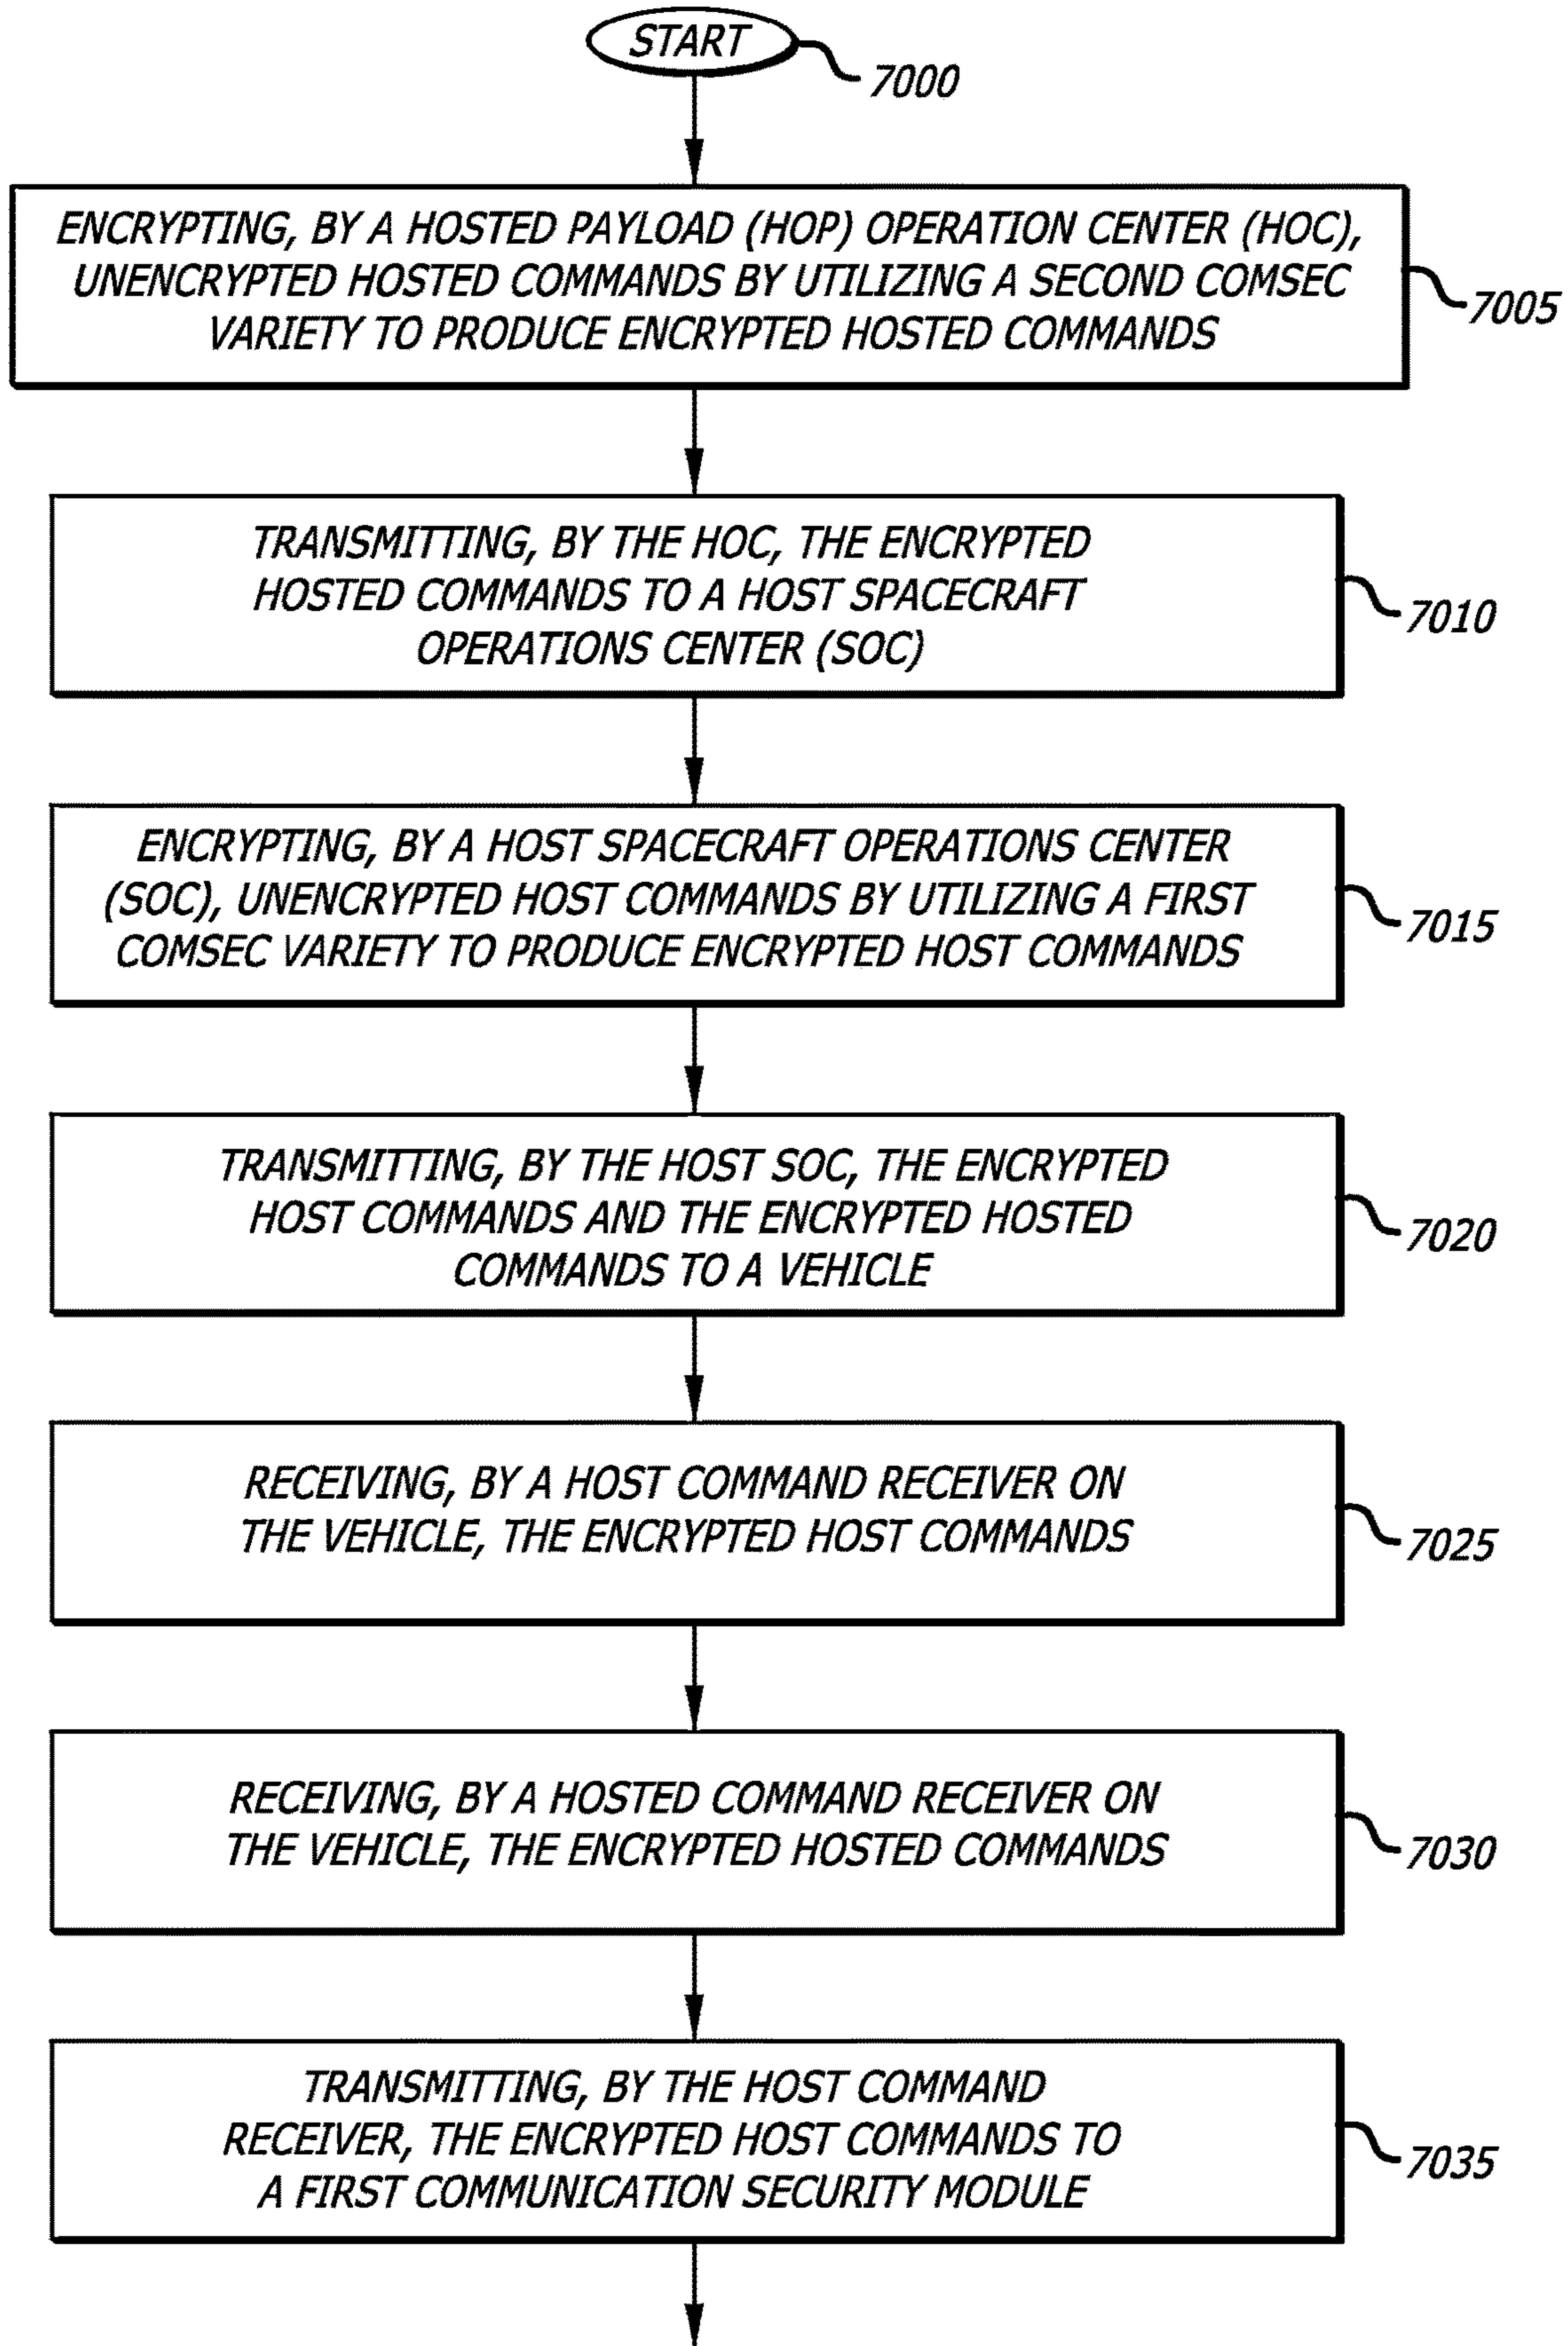 START
7000
ENCRYPTING, BY A HOSTED PAYLOAD (HOP) OPERATION CENTER (HOC),
UNENCRYPTED HOSTED COMMANDS BY UTILIZING A SECOND COMSEC
VARIETY TO PRODUCE ENCRYPTED HOSTED COMMANDS
7005
TRANSMITTING, BY THE HOC, THE ENCRYPTED
HOSTED COMMANDS TO A HOST SPACECRAFT
OPERATIONS CENTER (SOC)
7010
ENCRYPTING, BY A HOST SPACECRAFT OPERATIONS CENTER
(SOC), UNENCRYPTED HOST COMMANDS BY UTILIZING A FIRST
COMSEC VARIETY TO PRODUCE ENCRYPTED HOST COMMANDS
7015
TRANSMITTING, BY THE HOST SOC, THE ENCRYPTED
HOST COMMANDS AND THE ENCRYPTED HOSTED
COMMANDS TO A VEHICLE
7020
RECEIVING, BY A HOST COMMAND RECEIVER ON
THE VEHICLE, THE ENCRYPTED HOST COMMANDS
7025
RECEIVING, BY A HOSTED COMMAND RECEIVER ON
THE VEHICLE, THE ENCRYPTED HOSTED COMMANDS
7030
TRANSMITTING, BY THE HOST COMMAND
RECEIVER, THE ENCRYPTED HOST COMMANDS TO
A FIRST COMMUNICATION SECURITY MODULE
7035